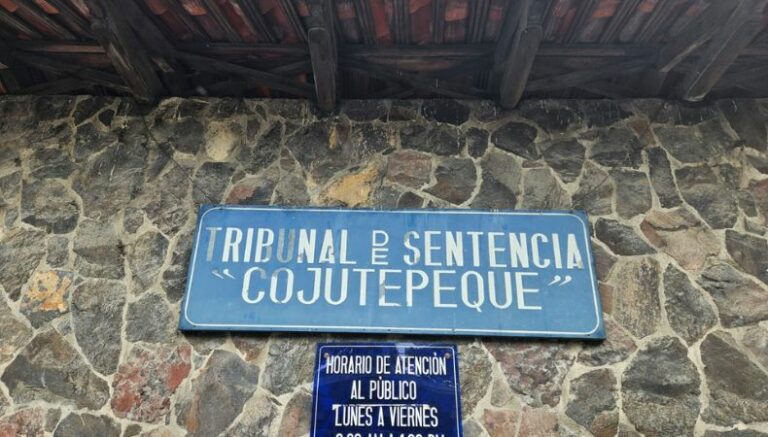 TRIBUNAL DE SENTENCIA
"COJUTEPEQUE"
HORARIO DE ATENCIÓN
AL PÚBLICO
LUNES A VIERNES